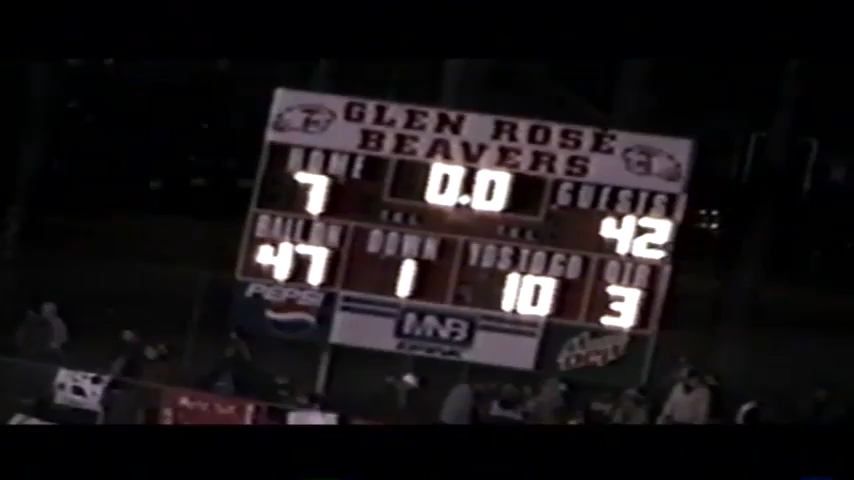 GLEN ROSE
BEAVERS
HOME 0.0 GUESTS
7 42
BALL ON DOWN YDS TO GO QTR
47 1 10 3
PEPSI MNB